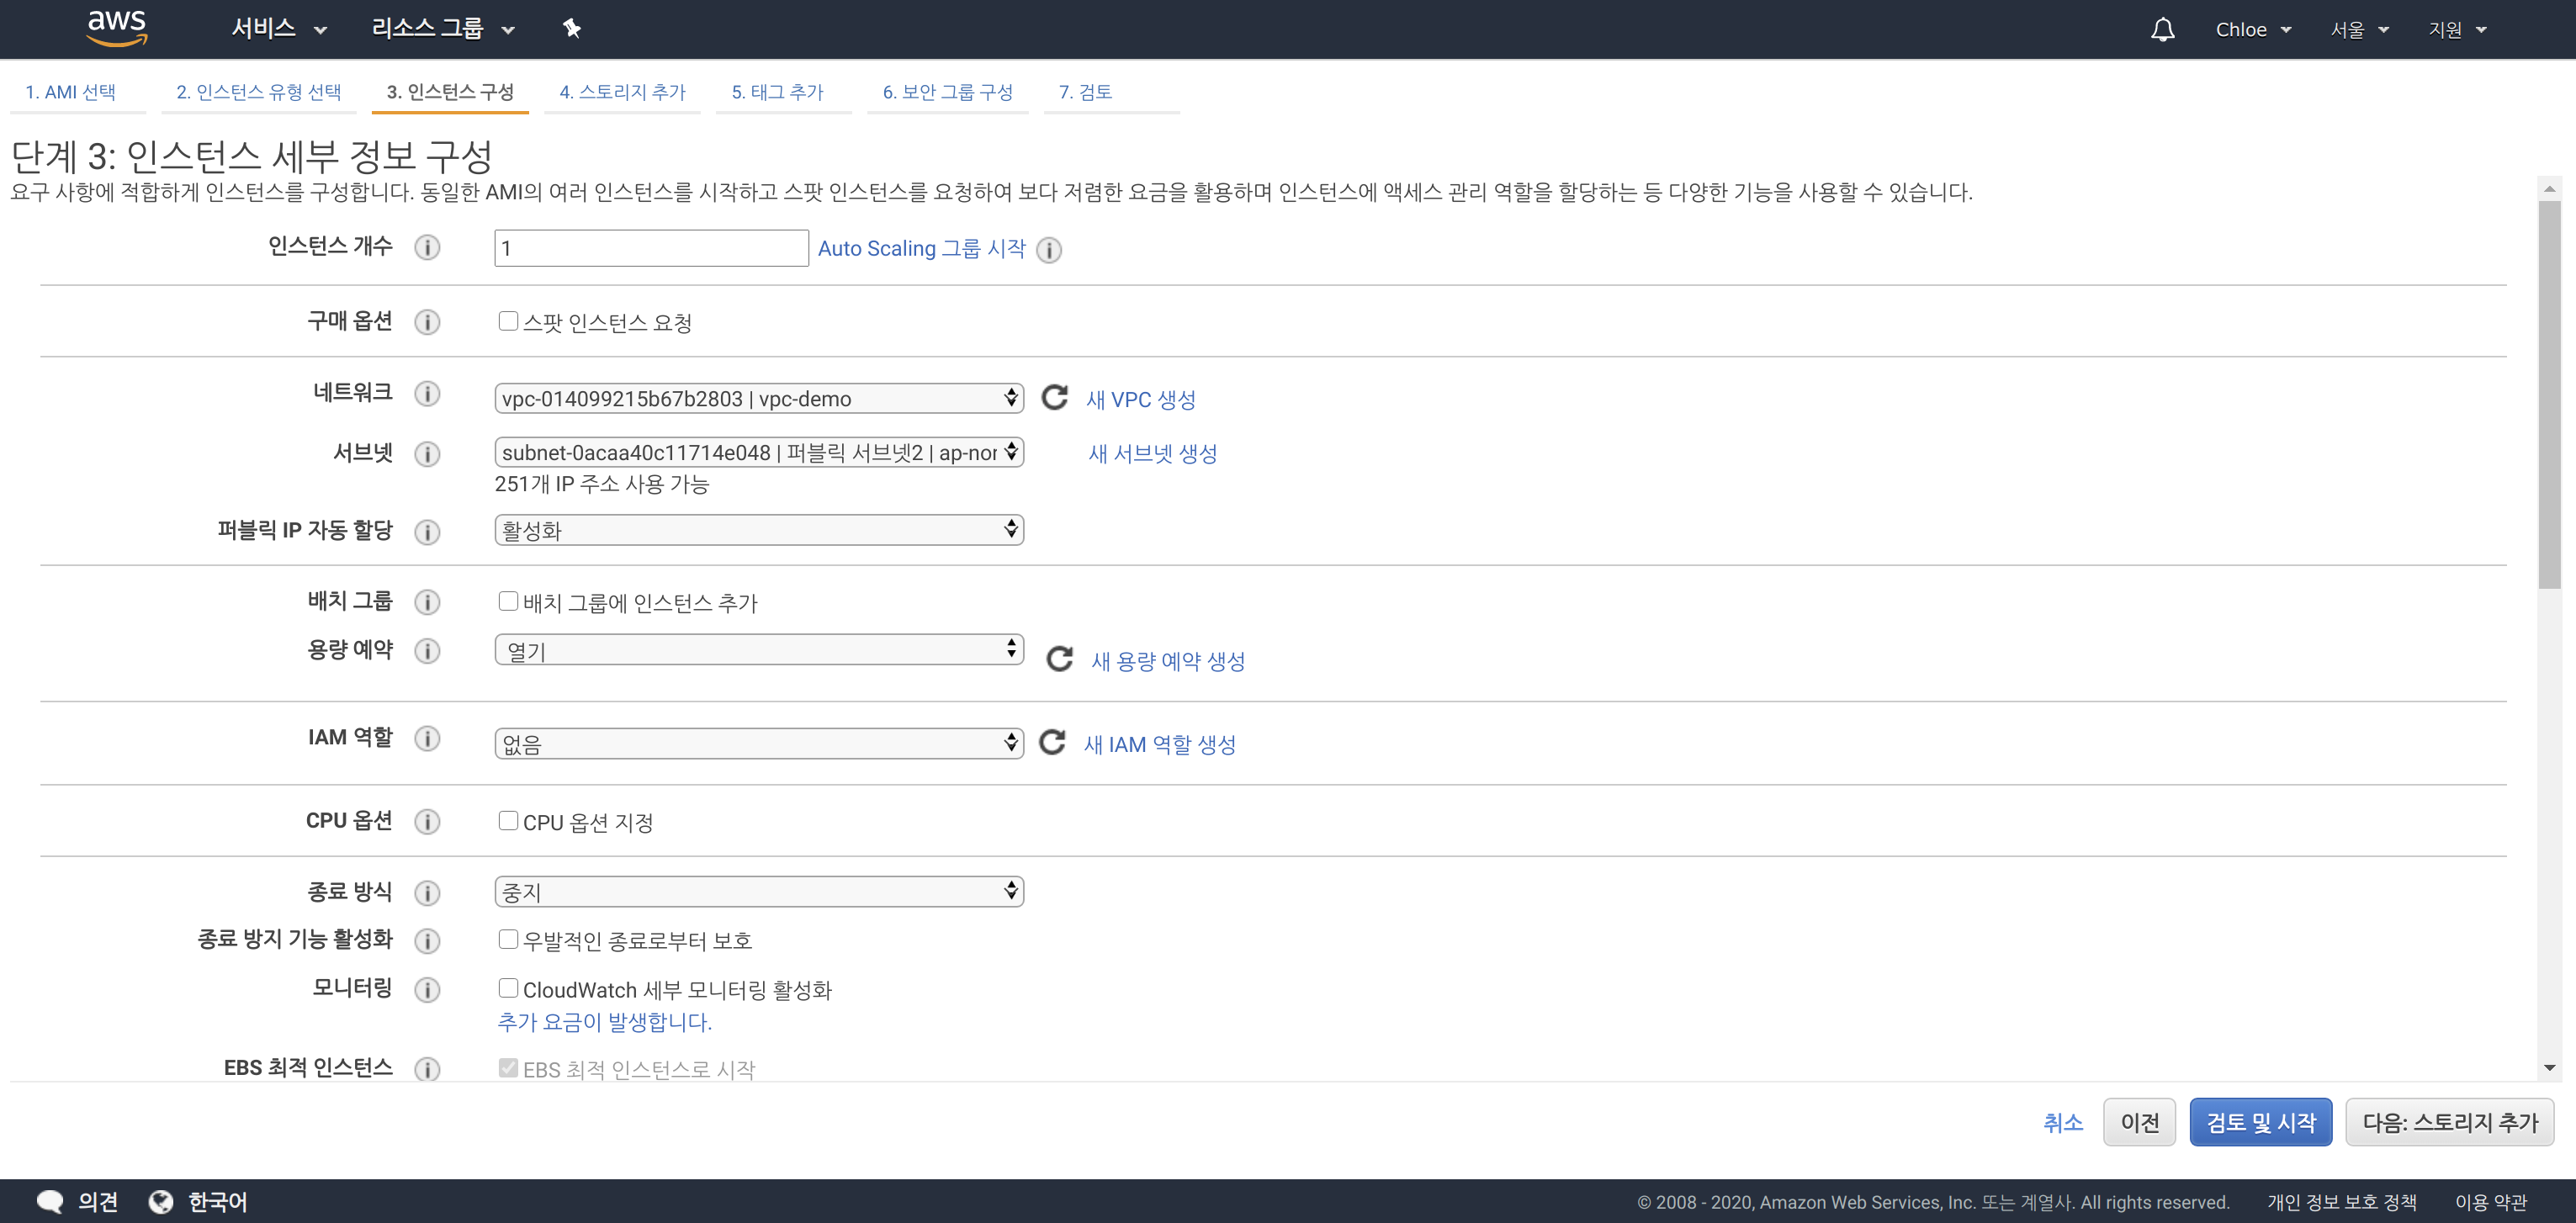 aws 서비스 리소스 그룹 Chloe 서울 지원
1. AMI 선택 2. 인스턴스 유형 선택 3. 인스턴스 구성 4. 스토리지 추가 5. 태그 추가 6. 보안 그룹 구성 7. 검토
단계 3: 인스턴스 세부 정보 구성
요구 사항에 적합하게 인스턴스를 구성합니다. 동일한 AMI의 여러 인스턴스를 시작하고 스팟 인스턴스를 요청하여 보다 저렴한 요금을 활용하며 인스턴스에 액세스 관리 역할을 할당하는 등 다양한 기능을 사용할 수 있습니다.
인스턴스 개수 1 Auto Scaling 그룹 시작
구매 옵션 스팟 인스턴스 요청
네트워크 vpc-014099215b67b2803 | vpc-demo 새 VPC 생성
서브넷 subnet-0acaa40c11714e048 | 퍼블릭 서브넷2 | ap-nor 새 서브넷 생성
251개 IP 주소 사용 가능
퍼블릭 IP 자동 할당 활성화
배치 그룹 배치 그룹에 인스턴스 추가
용량 예약 열기 새 용량 예약 생성
IAM 역할 없음 새 IAM 역할 생성
CPU 옵션 CPU 옵션 지정
종료 방식 중지
종료 방지 기능 활성화 우발적인 종료로부터 보호
모니터링 CloudWatch 세부 모니터링 활성화
추가 요금이 발생합니다.
EBS 최적 인스턴스 EBS 최적 인스턴스로 시작
취소 이전 검토 및 시작 다음: 스토리지 추가
의견 한국어 © 2008 - 2020, Amazon Web Services, Inc. 또는 계열사. All rights reserved. 개인 정보 보호 정책 이용 약관